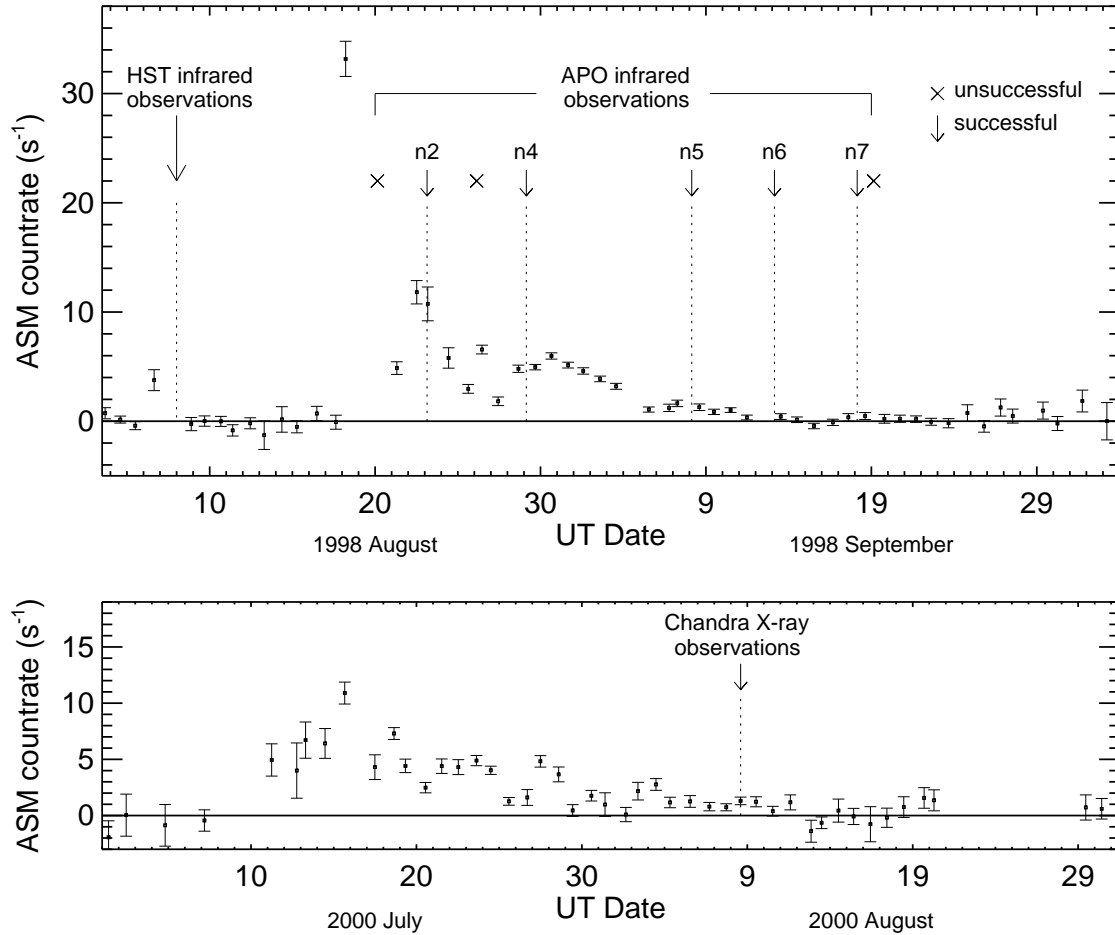 HST infrared
observations
APO infrared
observations
× unsuccessful
↓ successful
n2 n4 n5 n6 n7
ASM countrate (s⁻¹)
30
20
10
0
10 20 30 9 19 29
UT Date
1998 August 1998 September
Chandra X-ray
observations
ASM countrate (s⁻¹)
15
10
5
0
10 20 30 9 19 29
UT Date
2000 July 2000 August